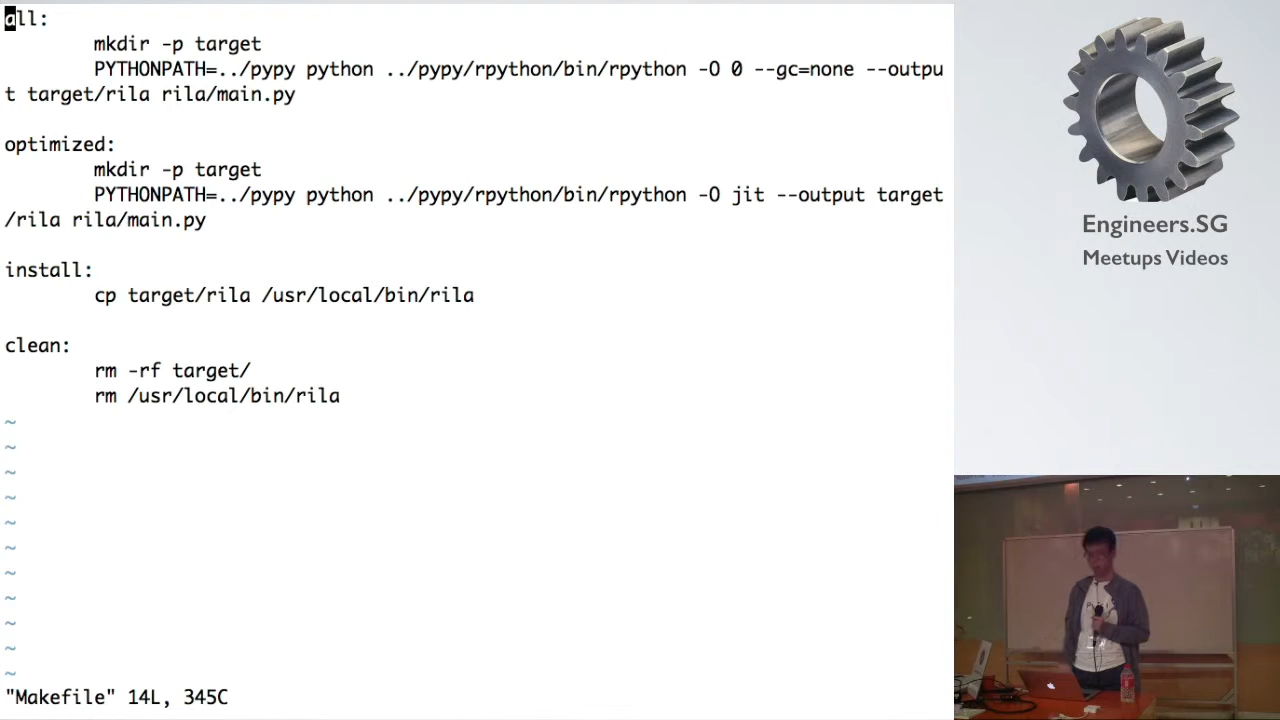 all:
mkdir -p target
PYTHONPATH=../pypy python ../pypy/rpython/bin/rpython -O 0 --gc=none --outpu
t target/rila rila/main.py
optimized:
mkdir -p target
PYTHONPATH=../pypy python ../pypy/rpython/bin/rpython -O jit --output target
/rila rila/main.py
install:
cp target/rila /usr/local/bin/rila
clean:
rm -rf target/
rm /usr/local/bin/rila
~
~
~
~
~
~
~
~
~
~
~
"Makefile" 14L, 345C
Engineers.SG
Meetups Videos